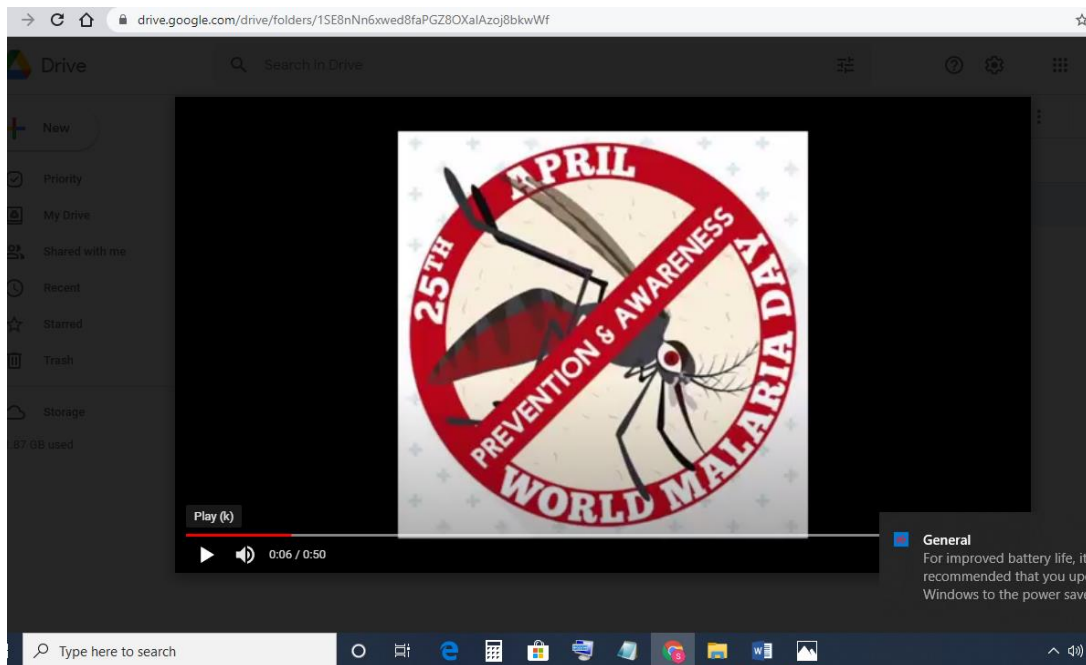 drive.google.com/drive/folders/1SE8nNn6xwed8faPGZ8OXalAzoj8bkwWf
Drive
Search in Drive
New
Priority
My Drive
Shared with me
Recent
Starred
Trash
Storage
87 GB used
25TH APRIL
PREVENTION & AWARENESS
WORLD MALARIA DAY
Play (k)
0:06 / 0:50
General
For improved battery life, it
recommended that you
Windows to the power
Type here to search